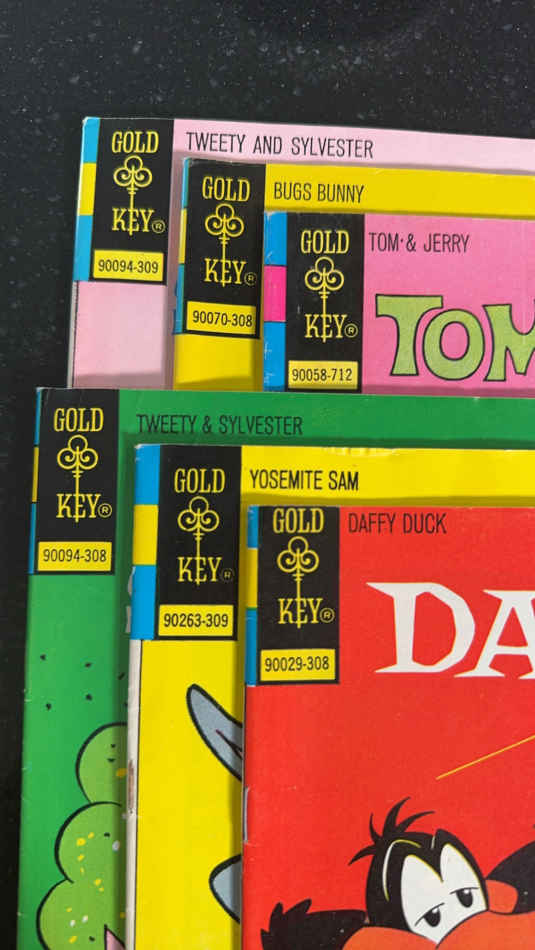 GOLD
KEY®
90094-309
TWEETY AND SYLVESTER
GOLD
KEY®
90070-308
BUGS BUNNY
GOLD
KEY®
90058-712
TOM & JERRY
TOM
GOLD
KEY®
90094-308
TWEETY & SYLVESTER
GOLD
KEY®
90263-309
YOSEMITE SAM
GOLD
KEY®
90029-308
DAFFY DUCK
DA